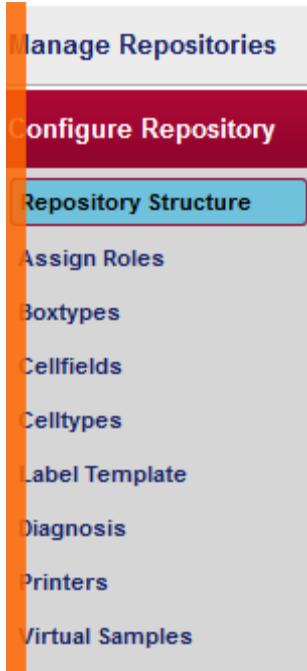 Manage Repositories
Configure Repository
Repository Structure
Assign Roles
Boxtypes
Cellfields
Celltypes
Label Template
Diagnosis
Printers
Virtual Samples